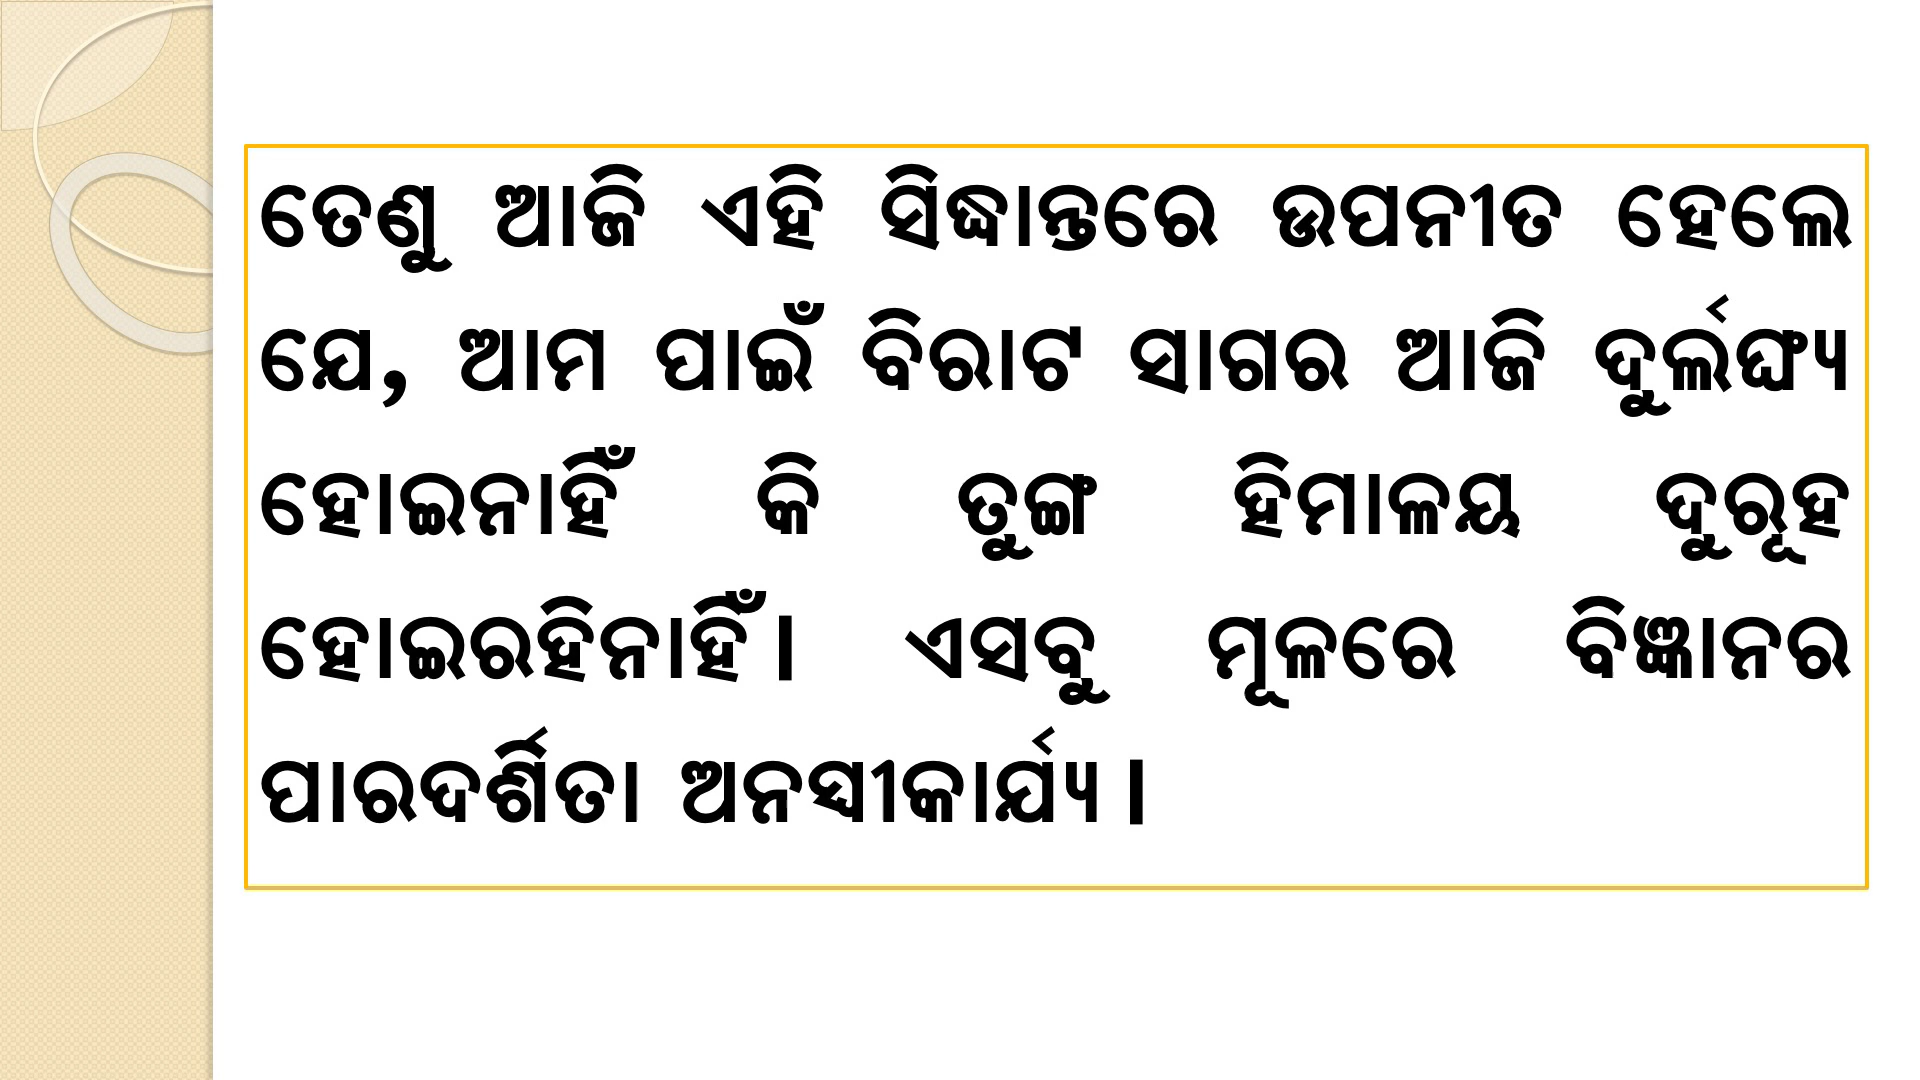 ତେଣୁ ଆଜି ଏହି ସିଦ୍ଧାନ୍ତରେ ଉପନୀତ ହେଲେ
ଯେ, ଆମ ପାଇଁ ବିରାଟ ସାଗର ଆଜି ଦୁର୍ଲଙ୍ଘ୍ୟ
ହୋଇନାହିଁ କି ତୁଙ୍ଗ ହିମାଳୟ ଦୁରୂହ
ହୋଇରହିନାହିଁ। ଏସବୁ ମୂଳରେ ବିଜ୍ଞାନର
ପାରଦର୍ଶିତା ଅନସ୍ୱୀକାର୍ଯ୍ୟ।